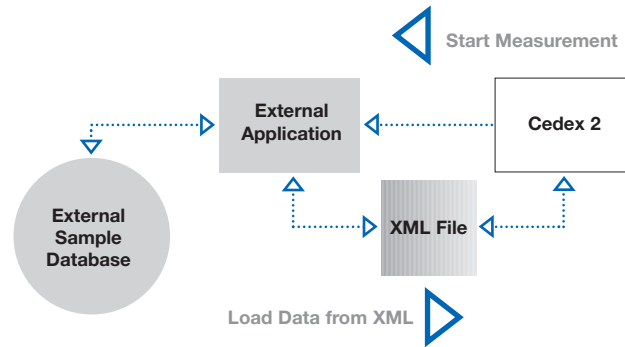 Start Measurement
External
Application
Cedex 2
External
Sample
Database
XML File
Load Data from XML